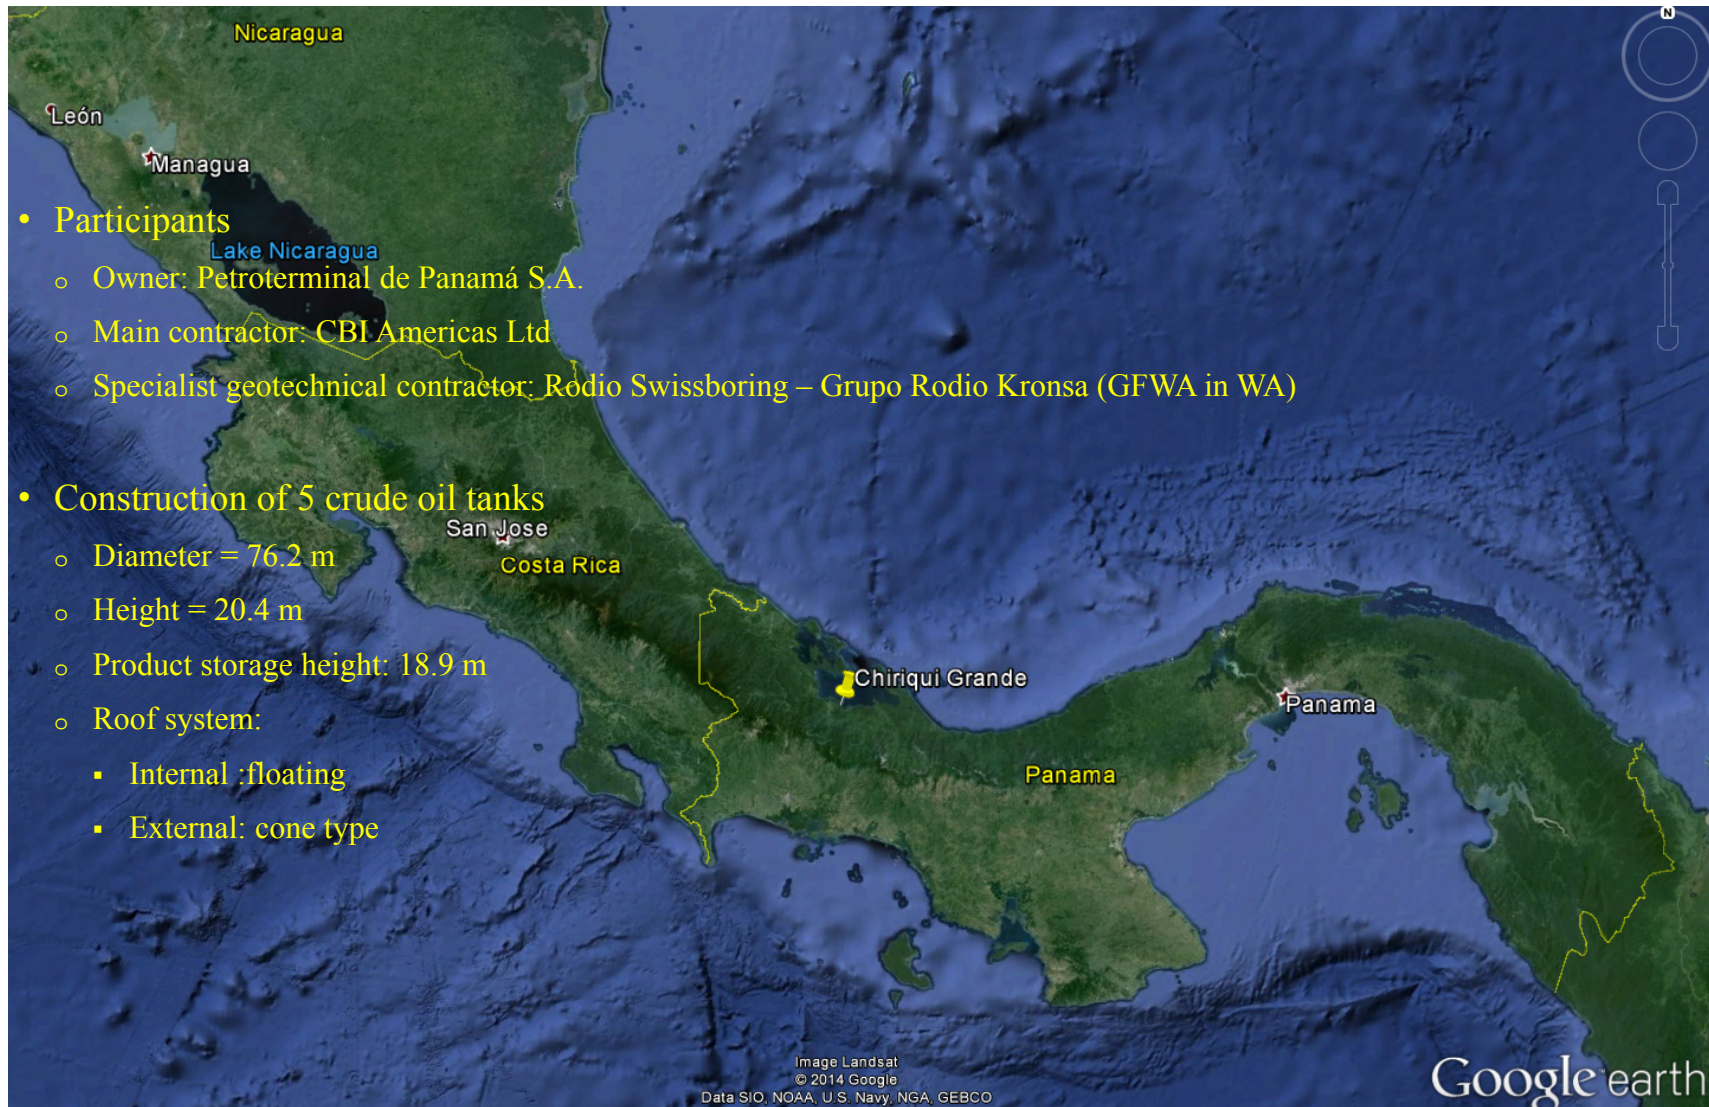 N
Nicaragua
León
Managua
• Participants
Lake Nicaragua
o Owner: Petroterminal de Panamá S.A.
o Main contractor: CBI Americas Ltd
o Specialist geotechnical contractor: Rodio Swissboring – Grupo Rodio Kronsa (GFWA in WA)
• Construction of 5 crude oil tanks
San Jose
o Diameter = 76.2 m
Costa Rica
o Height = 20.4 m
o Product storage height: 18.9 m
Chiriqui Grande
Panama
o Roof system:
▪ Internal :floating
Panama
▪ External: cone type
Image Landsat
© 2014 Google
Data SIO, NOAA, U.S. Navy, NGA, GEBCO
Google earth